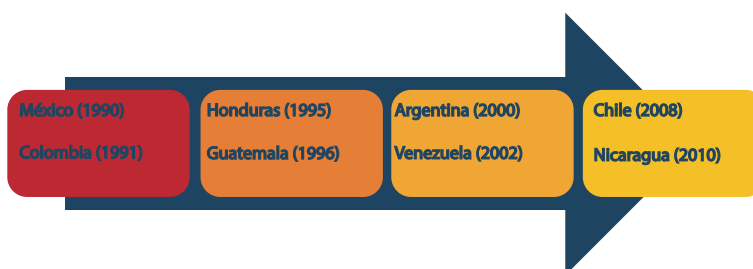 México (1990)
Colombia (1991)
Honduras (1995)
Guatemala (1996)
Argentina (2000)
Venezuela (2002)
Chile (2008)
Nicaragua (2010)